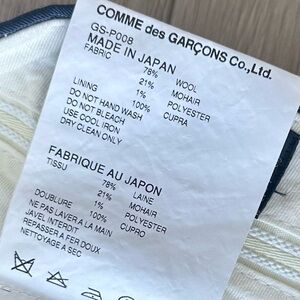 COMME des GARÇONS Co.,Ltd.
GS-P008
MADE IN JAPAN
FABRIC 78% WOOL
21% MOHAIR
1% POLYESTER
LINING 100% CUPRA
DO NOT HAND WASH
DO NOT BLEACH
USE COOL IRON
DRY CLEAN ONLY
FABRIQUE AU JAPON
TISSU 78% LAINE
21% MOHAIR
1% POLYESTER
DOUBLURE 100% CUPRO
NE PAS LAVER A LA MAIN
JAVEL INTERDIT
REPASSER A FER DOUX
NETTOYAGE A SEC